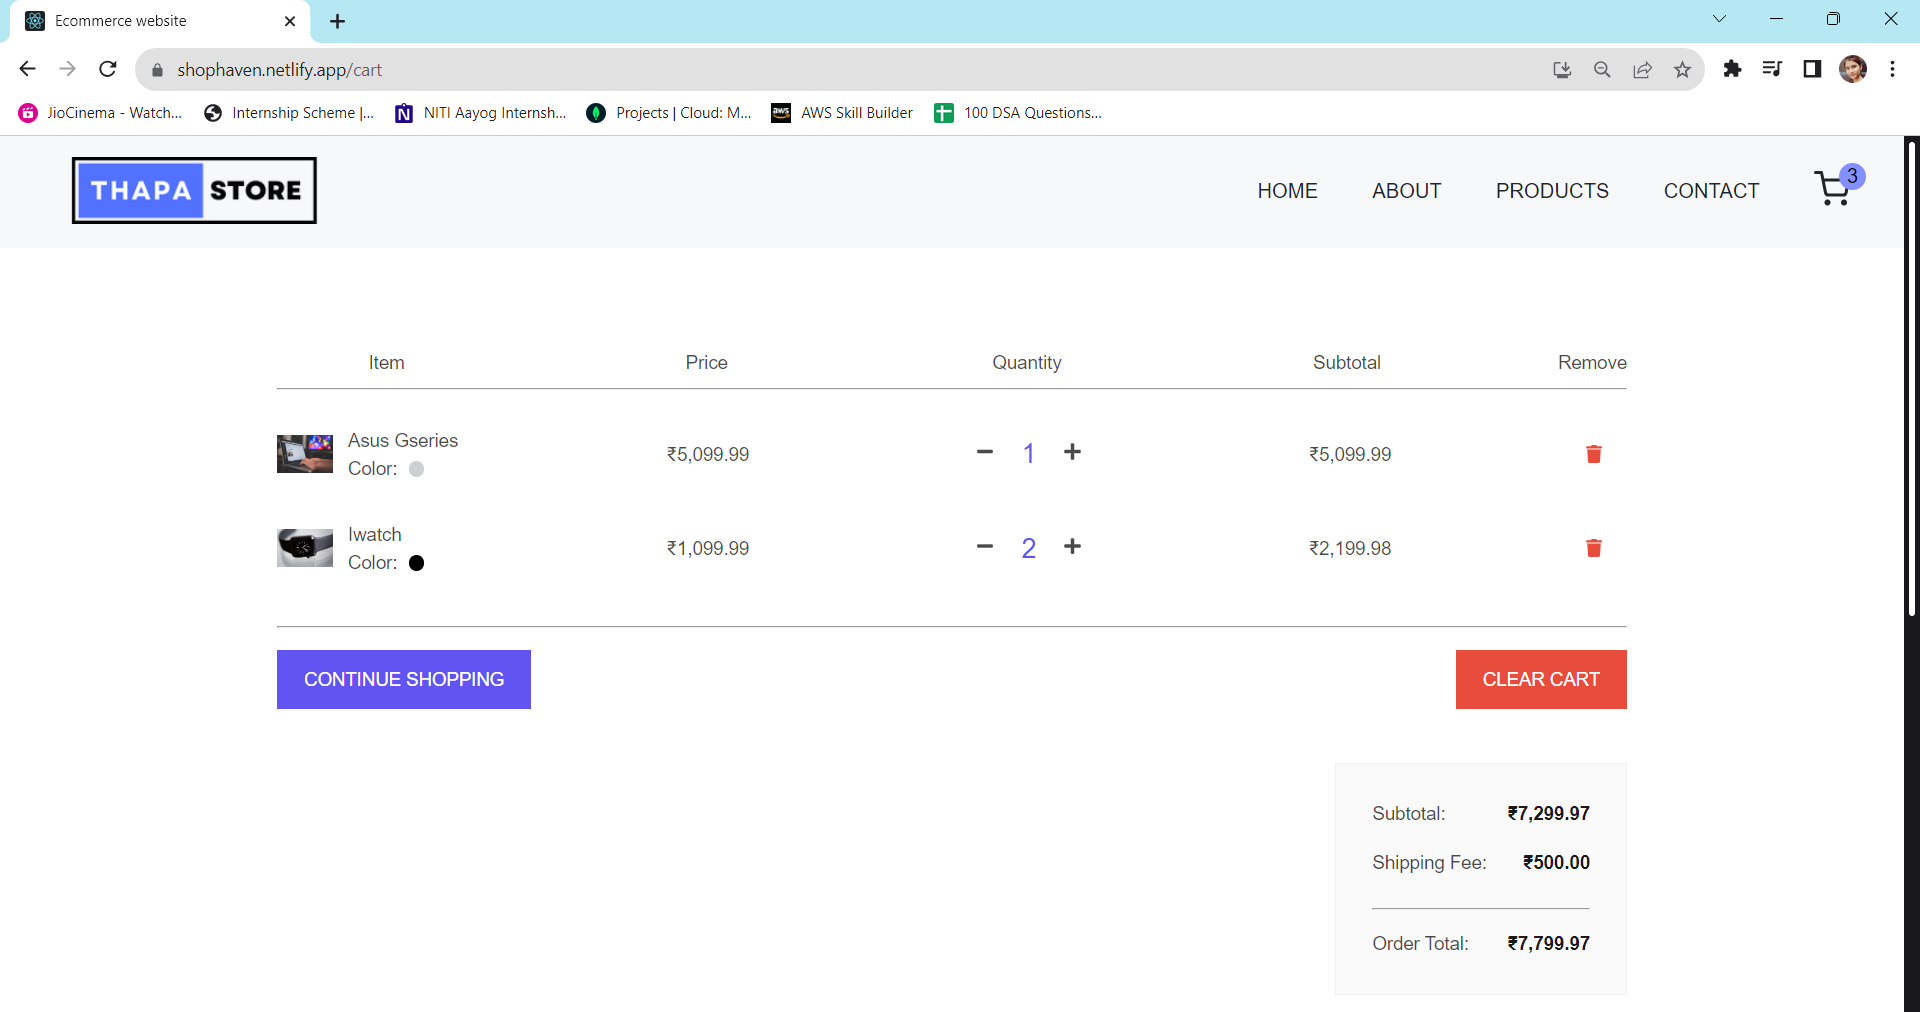 Ecommerce website
shophaven.netlify.app/cart
JioCinema - Watch... Internship Scheme |... NITI Aayog Internsh... Projects | Cloud: M... AWS Skill Builder 100 DSA Questions...
THAPA STORE HOME ABOUT PRODUCTS CONTACT 3
Item Price Quantity Subtotal Remove
Asus Gseries
Color:
₹5,099.99 1 ₹5,099.99
Iwatch
Color:
₹1,099.99 2 ₹2,199.98
CONTINUE SHOPPING CLEAR CART
Subtotal: ₹7,299.97
Shipping Fee: ₹500.00
Order Total: ₹7,799.97